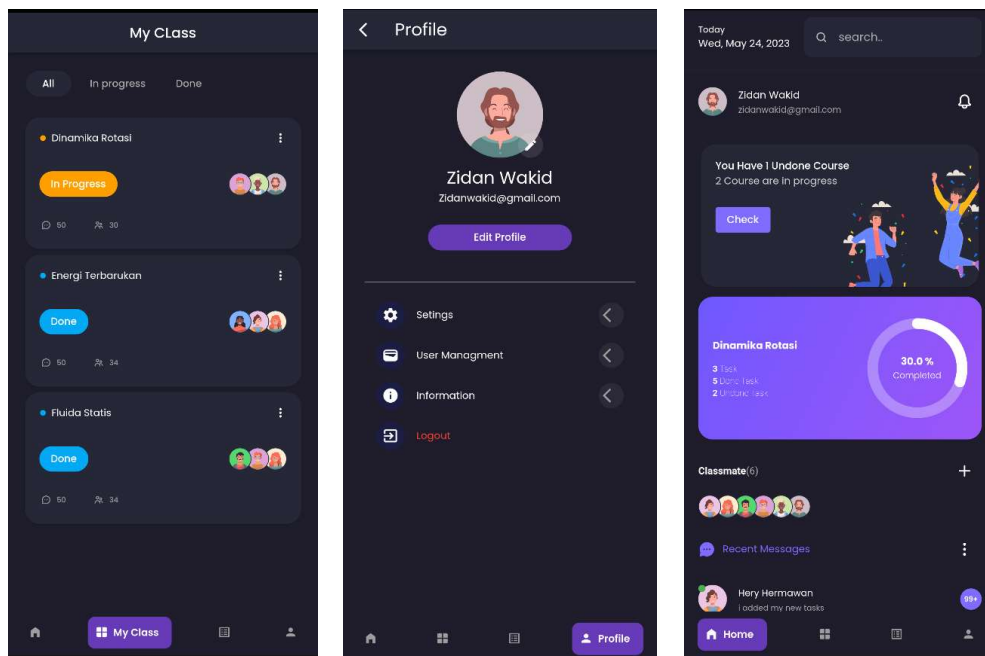 My CLass
All In progress Done
Dinamika Rotasi
In Progress
50 30
Energi Terbarukan
Done
50 34
Fluida Statis
Done
50 34
My Class
Profile
Zidan Wakid
Zidanwakid@gmail.com
Edit Profile
Setings
User Managment
Information
Logout
Profile
Today
Wed, May 24, 2023
search..
Zidan Wakid
zidanwakid@gmail.com
You Have 1 Undone Course
2 Course are in progress
Check
Dinamika Rotasi
3 Task
5 Done Task
2 Undone Task
30.0 %
Completed
Classmate(6)
Recent Messages
Hery Hermawan
i added my new tasks
99+
Home